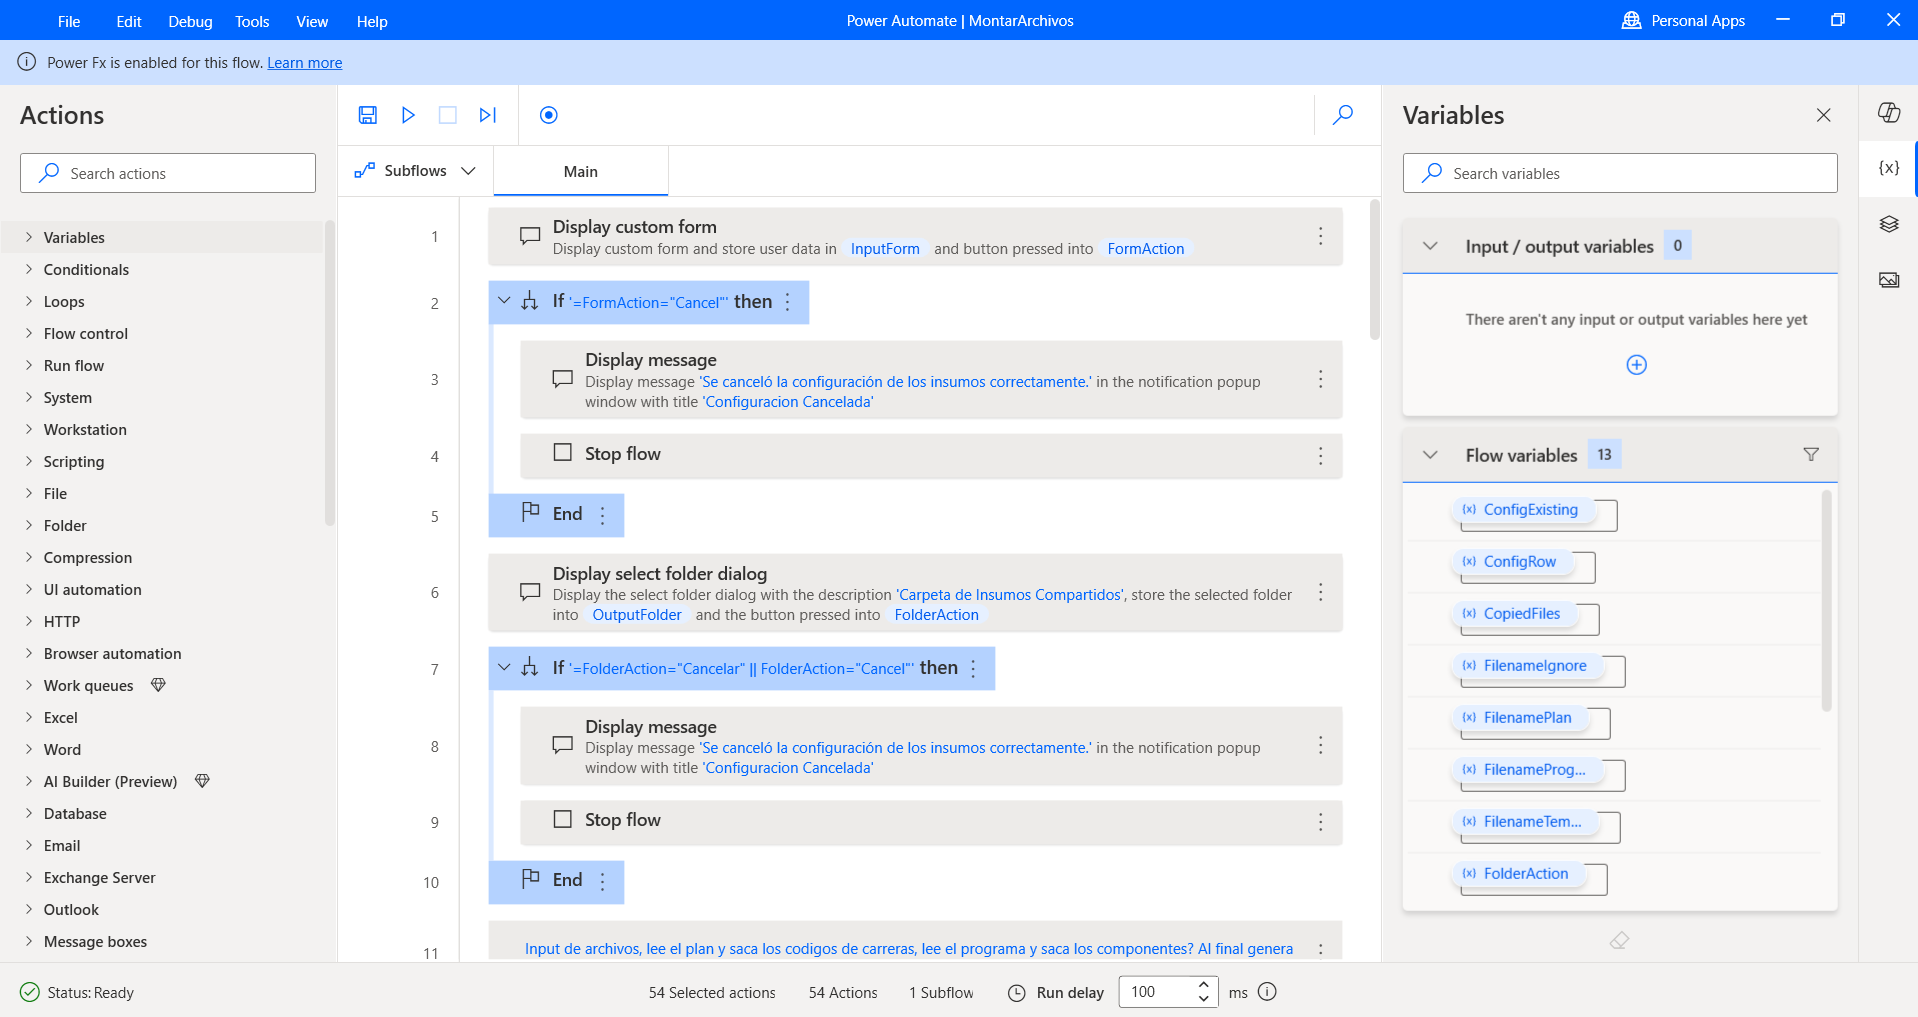 File Edit Debug Tools View Help
Power Automate | MontarArchivos
Personal Apps
Power Fx is enabled for this flow. Learn more
Actions
Search actions
Variables
Conditionals
Loops
Flow control
Run flow
System
Workstation
Scripting
File
Folder
Compression
UI automation
HTTP
Browser automation
Work queues
Excel
Word
AI Builder (Preview)
Database
Email
Exchange Server
Outlook
Message boxes
Subflows
Main
1
Display custom form
Display custom form and store user data in InputForm and button pressed into FormAction
2
If '=FormAction="Cancel"' then
3
Display message
Display message 'Se canceló la configuración de los insumos correctamente.' in the notification popup
window with title 'Configuracion Cancelada'
4
Stop flow
5
End
6
Display select folder dialog
Display the select folder dialog with the description 'Carpeta de Insumos Compartidos', store the selected folder
into OutputFolder and the button pressed into FolderAction
7
If '=FolderAction="Cancelar" || FolderAction="Cancel"' then
8
Display message
Display message 'Se canceló la configuración de los insumos correctamente.' in the notification popup
window with title 'Configuracion Cancelada'
9
Stop flow
10
End
11
Input de archivos, lee el plan y saca los codigos de carreras, lee el programa y saca los componentes? Al final genera
Variables
Search variables
{x}
Input / output variables 0
There aren't any input or output variables here yet
Flow variables 13
(x) ConfigExisting
(x) ConfigRow
(x) CopiedFiles
(x) FilenameIgnore
(x) FilenamePlan
(x) FilenameProg...
(x) FilenameTem...
(x) FolderAction
Status: Ready
54 Selected actions
54 Actions
1 Subflow
Run delay
100
ms